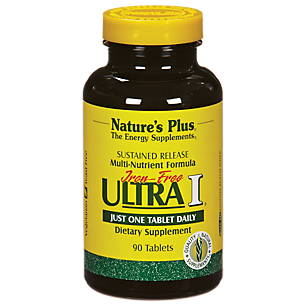 Nature's Plus®
The Energy Supplements®
SUSTAINED RELEASE
Multi-Nutrient Formula
Iron-Free
ULTRA I®
JUST ONE TABLET DAILY
Dietary Supplement
90 Tablets